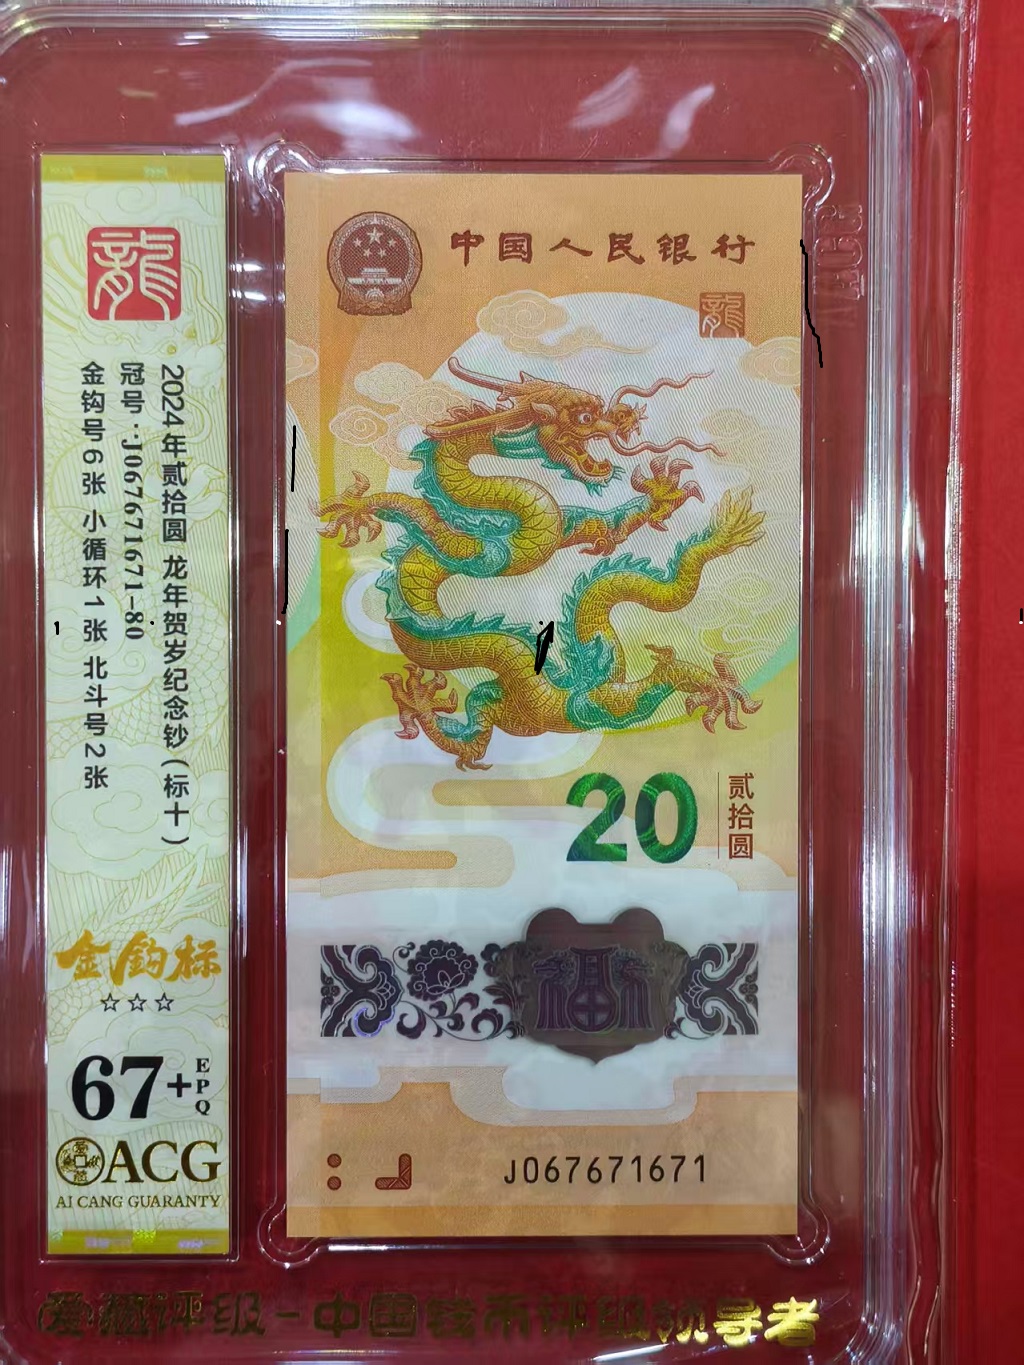 龍
2024年贰拾圆 龙年贺岁纪念钞(标十)
冠号·J067671671-80
金钩号6张 小循环1张 北斗号2张
金钩标
67+EPQ
ACG
AI CANG GUARANTY
中国人民银行
龍
20
贰拾圆
福
J067671671
ACG
爱藏评级-中国钱币评级领导者